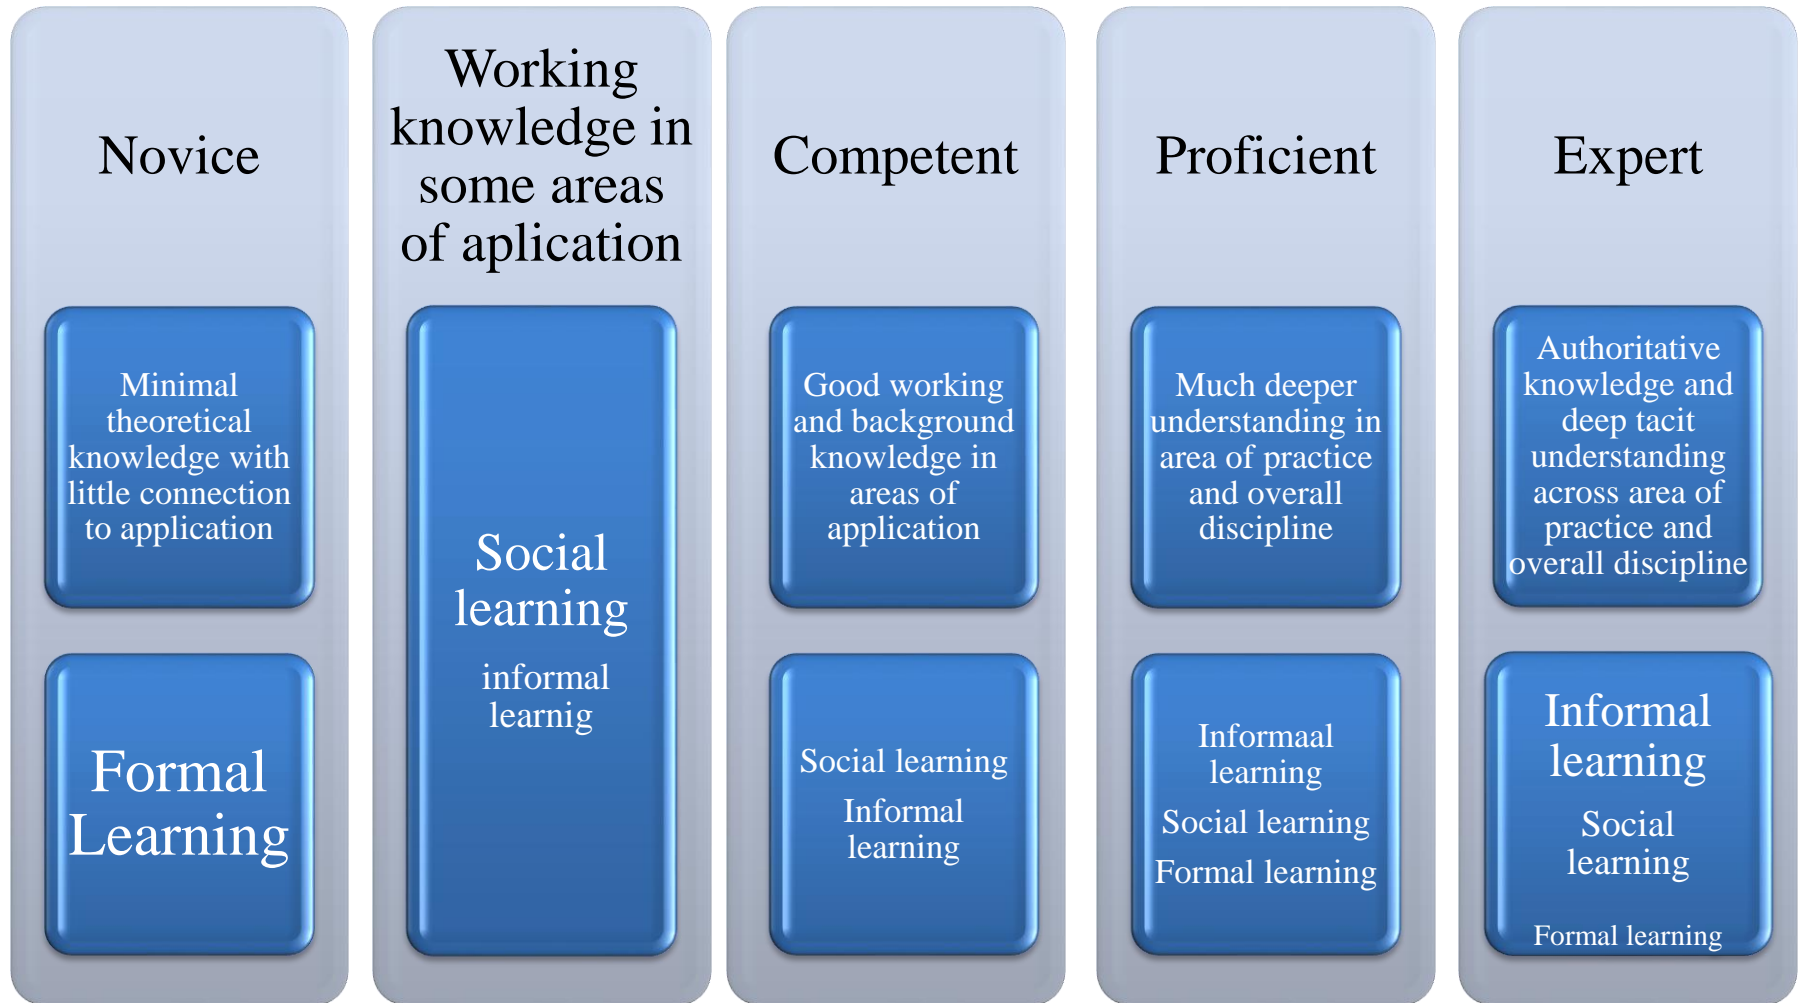 Novice
Minimal
theoretical
knowledge with
little connection
to application
Formal
Learning
Working
knowledge in
some areas
of aplication
Social
learning
informal
learnig
Competent
Good working
and background
knowledge in
areas of
application
Social learning
Informal
learning
Proficient
Much deeper
understanding in
area of practice
and overall
discipline
Informaal
learning
Social learning
Formal learning
Expert
Authoritative
knowledge and
deep tacit
understanding
across area of
practice and
overall discipline
Informal
learning
Social
learning
Formal learning